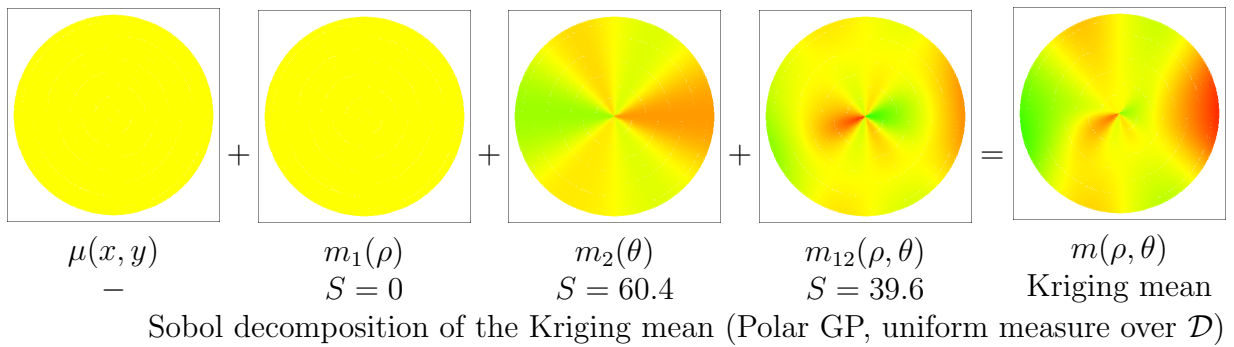 + + + =
μ(x, y) m₁(ρ) m₂(θ) m₁₂(ρ, θ) m(ρ, θ)
− S = 0 S = 60.4 S = 39.6 Kriging mean
Sobol decomposition of the Kriging mean (Polar GP, uniform measure over 𝒟)